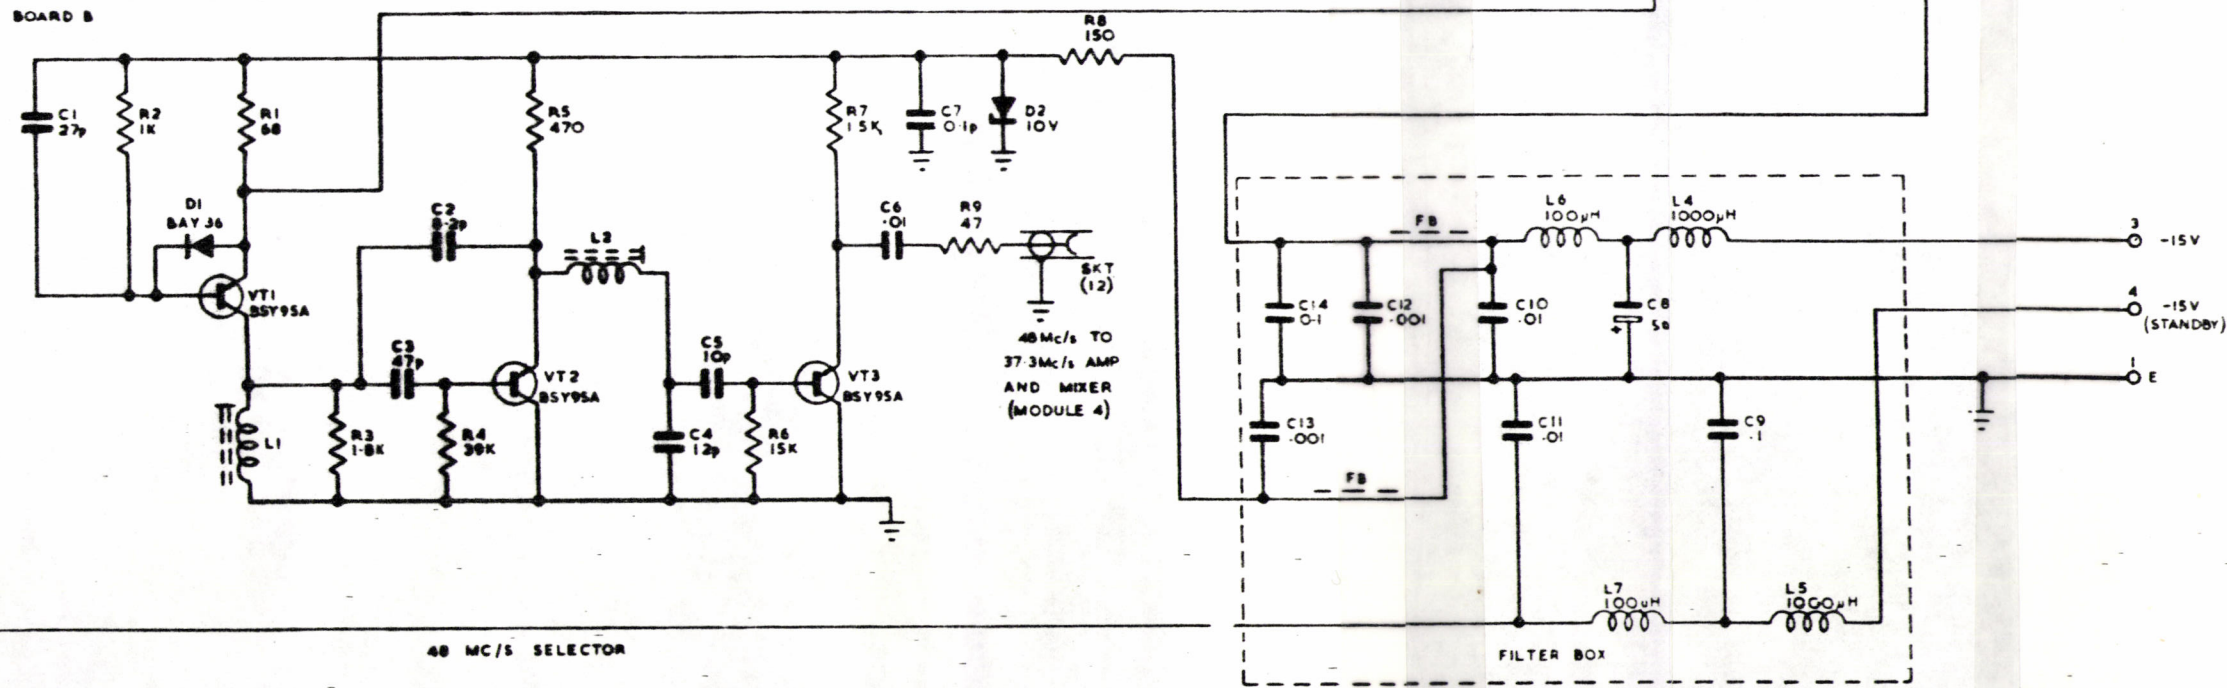 BOARD B
R8
150
C1
27p
R2
1K
R1
68
R5
470
R7
1.5K
C7
0.1p
D2
10V
D1
BAY 36
VT1
BSY95A
C2
8.2p
L2
C6
.01
R9
47
SKT
(12)
48Mc/s TO
37.3Mc/s AMP
AND MIXER
(MODULE 4)
C3
47p
VT2
BSY95A
C5
10p
VT3
BSY95A
L1
R3
1.8K
R4
39K
C4
12p
R6
15K
FB
L6
100µH
L4
1000µH
3
-15V
C14
0.1
C12
.001
C10
.01
C8
+
4
-15V
(STANDBY)
1
E
C13
.001
C11
.01
C9
.1
FB
L7
100µH
L5
1000µH
48 MC/S SELECTOR
FILTER BOX